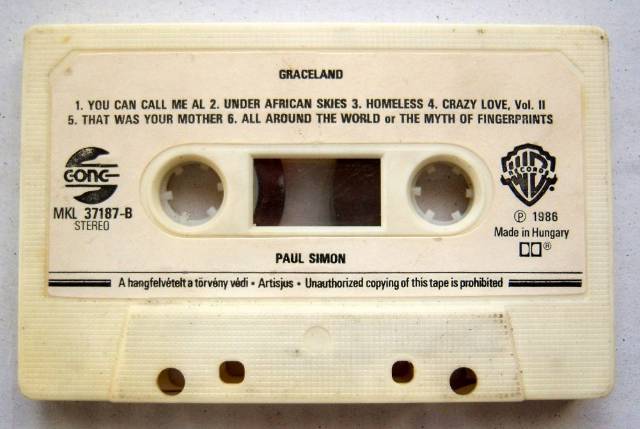 GRACELAND
1. YOU CAN CALL ME AL 2. UNDER AFRICAN SKIES 3. HOMELESS 4. CRAZY LOVE, Vol. II
5. THAT WAS YOUR MOTHER 6. ALL AROUND THE WORLD or THE MYTH OF FINGERPRINTS
GONG
MKL 37187-B
STEREO
WB
RECORDS
Ⓟ 1986
Made in Hungary
®
PAUL SIMON
A hangfelvételt a törvény védi • Artisjus • Unauthorized copying of this tape is prohibited